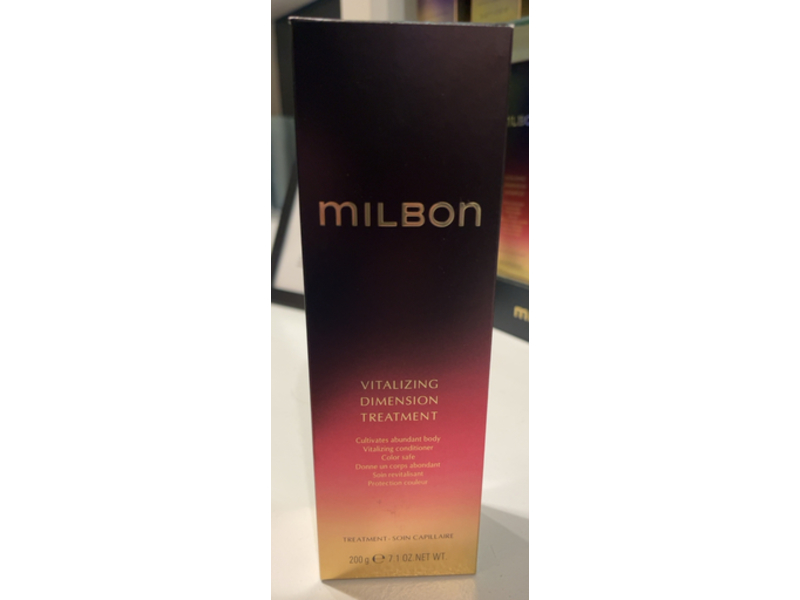 MILBON
VITALIZING
DIMENSION
TREATMENT
Cultivates abundant body
Vitalizing conditioner
Color safe
Donne un corps abondant
Soin revitalisant
Protection couleur
TREATMENT - SOIN CAPILLAIRE
200 g ℮ 7.1 OZ NET WT.